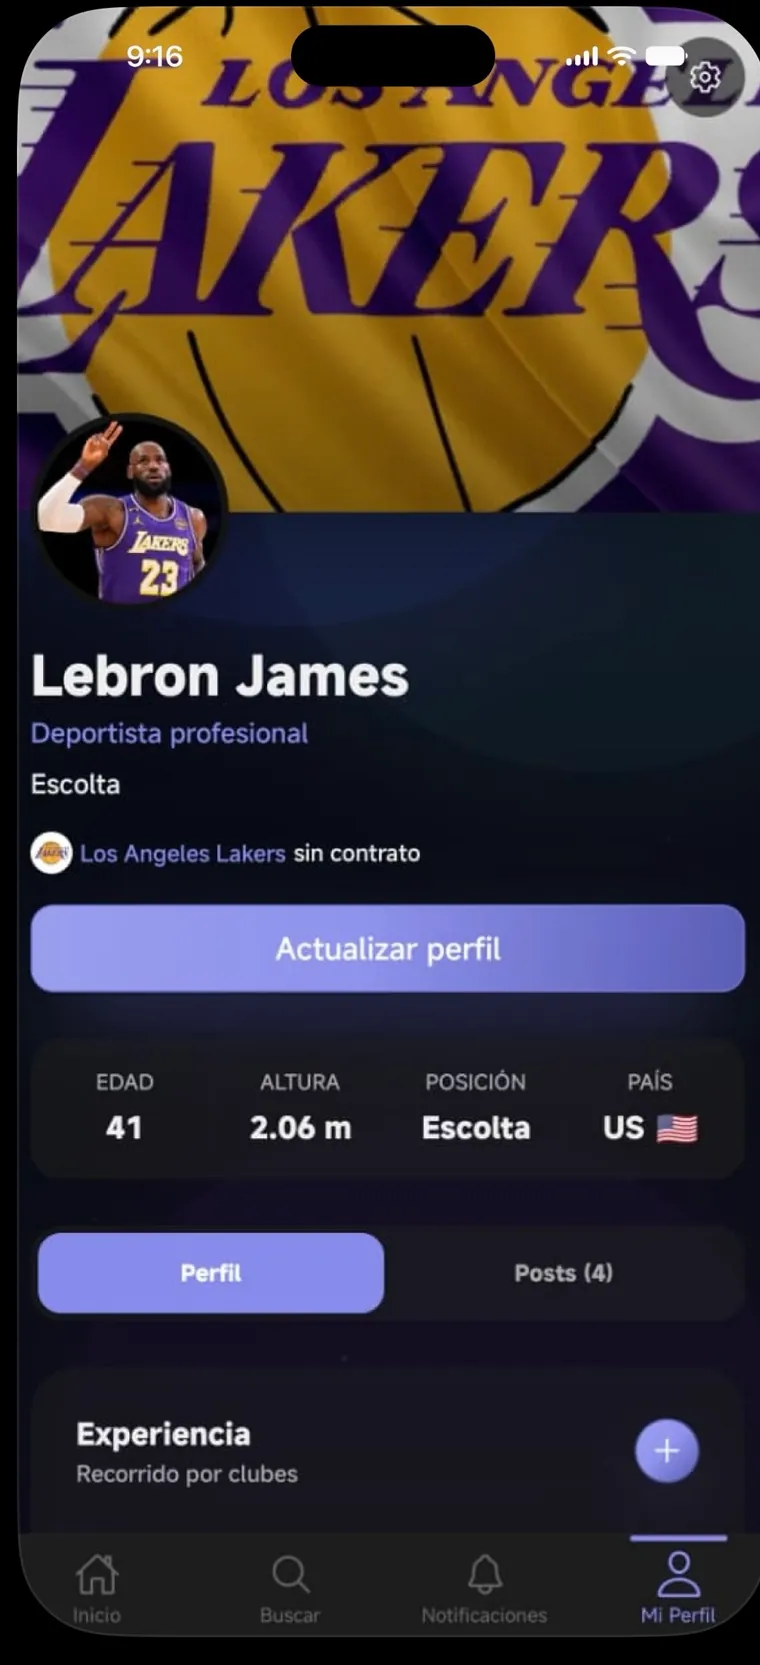 9:16
LOS ANGEL
LAKERS
LAKERS
23
Lebron James
Deportista profesional
Escolta
LAKERS
Los Angeles Lakers sin contrato
Actualizar perfil
EDAD
ALTURA
POSICIÓN
PAÍS
41
2.06 m
Escolta
US
Perfil
Posts (4)
Experiencia
Recorrido por clubes
Inicio
Buscar
Notificaciones
Mi Perfil